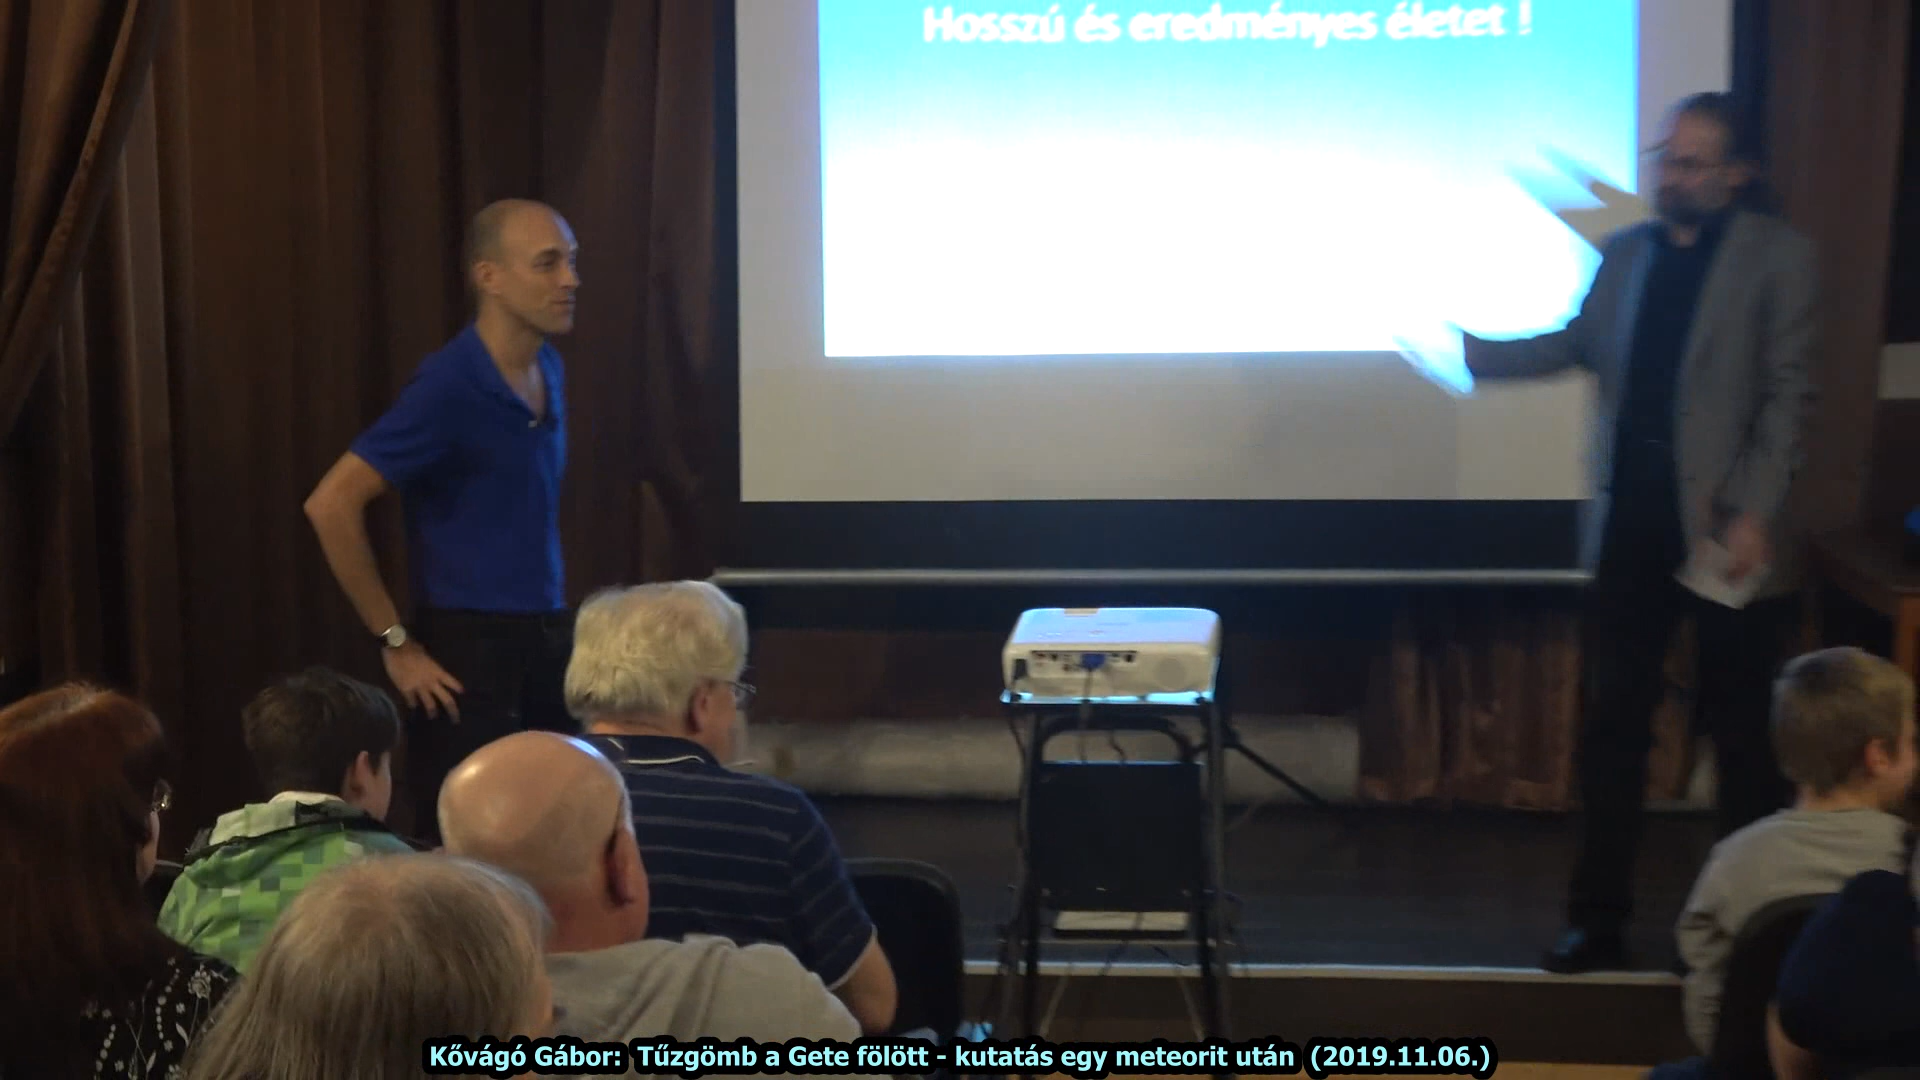 Hosszú és eredményes életet !
Kővágó Gábor: Tűzgömb a Gete fölött - kutatás egy meteorit után (2019.11.06.)